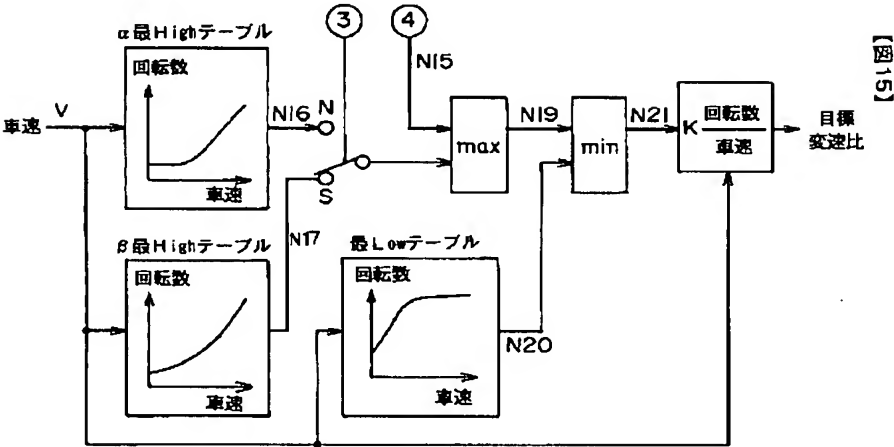 【図15】
③
④
α最Highテーブル
回転数
車速
N16
N
N15
車速
V
S
max
N19
min
N21
K 回転数
車速
目標
変速比
β最Highテーブル
回転数
車速
N17
最Lowテーブル
回転数
車速
N20